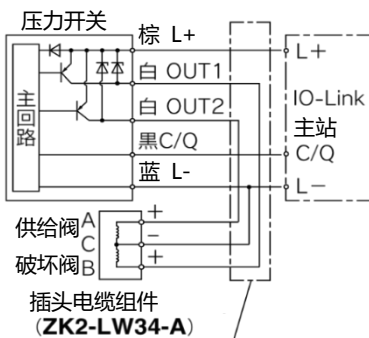 压力开关
棕 L+
L+
白 OUT1
IO-Link
主站
主回路
白 OUT2
黒C/Q
C/Q
蓝 L-
L−
供给阀A
+
C
−
破坏阀B
+
插头电缆组件
(ZK2-LW34-A)